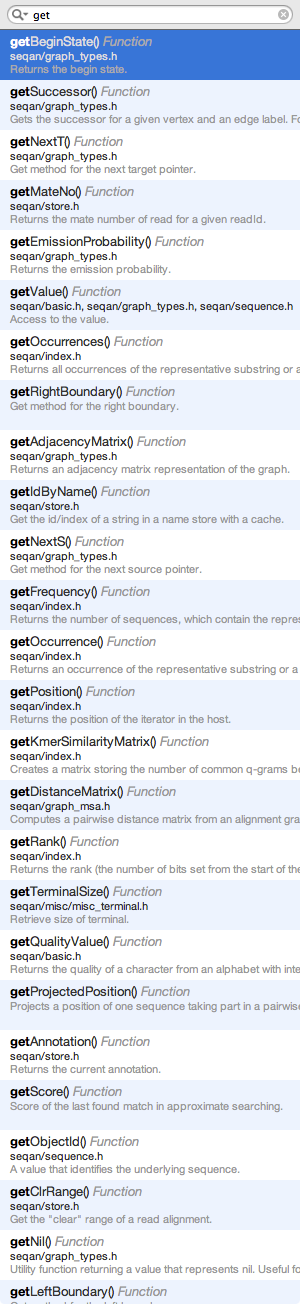 get
getBeginState() Function
seqan/graph_types.h
Returns the begin state.
getSuccessor() Function
seqan/graph_types.h
Gets the successor for a given vertex and an edge label. Fo
getNextT() Function
seqan/graph_types.h
Get method for the next target pointer.
getMateNo() Function
seqan/store.h
Returns the mate number of read for a given readId.
getEmissionProbability() Function
seqan/graph_types.h
Returns the emission probability.
getValue() Function
seqan/basic.h, seqan/graph_types.h, seqan/sequence.h
Access to the value.
getOccurrences() Function
seqan/index.h
Returns all occurrences of the representative substring or a
getRightBoundary() Function
Get method for the right boundary.
getAdjacencyMatrix() Function
seqan/graph_types.h
Returns an adjacency matrix representation of the graph.
getIdByName() Function
seqan/store.h
Get the id/index of a string in a name store with a cache.
getNextS() Function
seqan/graph_types.h
Get method for the next source pointer.
getFrequency() Function
seqan/index.h
Returns the number of sequences, which contain the repres
getOccurrence() Function
seqan/index.h
Returns an occurrence of the representative substring or a
getPosition() Function
seqan/index.h
Returns the position of the iterator in the host.
getKmerSimilarityMatrix() Function
seqan/index.h
Creates a matrix storing the number of common q-grams be
getDistanceMatrix() Function
seqan/graph_msa.h
Computes a pairwise distance matrix from an alignment gra
getRank() Function
seqan/index.h
Returns the rank (the number of bits set from the start of the
getTerminalSize() Function
seqan/misc/misc_terminal.h
Retrieve size of terminal.
getQualityValue() Function
seqan/basic.h
Returns the quality of a character from an alphabet with inte
getProjectedPosition() Function
Projects a position of one sequence taking part in a pairwise
getAnnotation() Function
seqan/store.h
Returns the current annotation.
getScore() Function
Score of the last found match in approximate searching.
getObjectId() Function
seqan/sequence.h
A value that identifies the underlying sequence.
getClrRange() Function
seqan/store.h
Get the "clear" range of a read alignment.
getNil() Function
seqan/graph_types.h
Utility function returning a value that represents nil. Useful fo
getLeftBoundary() Function